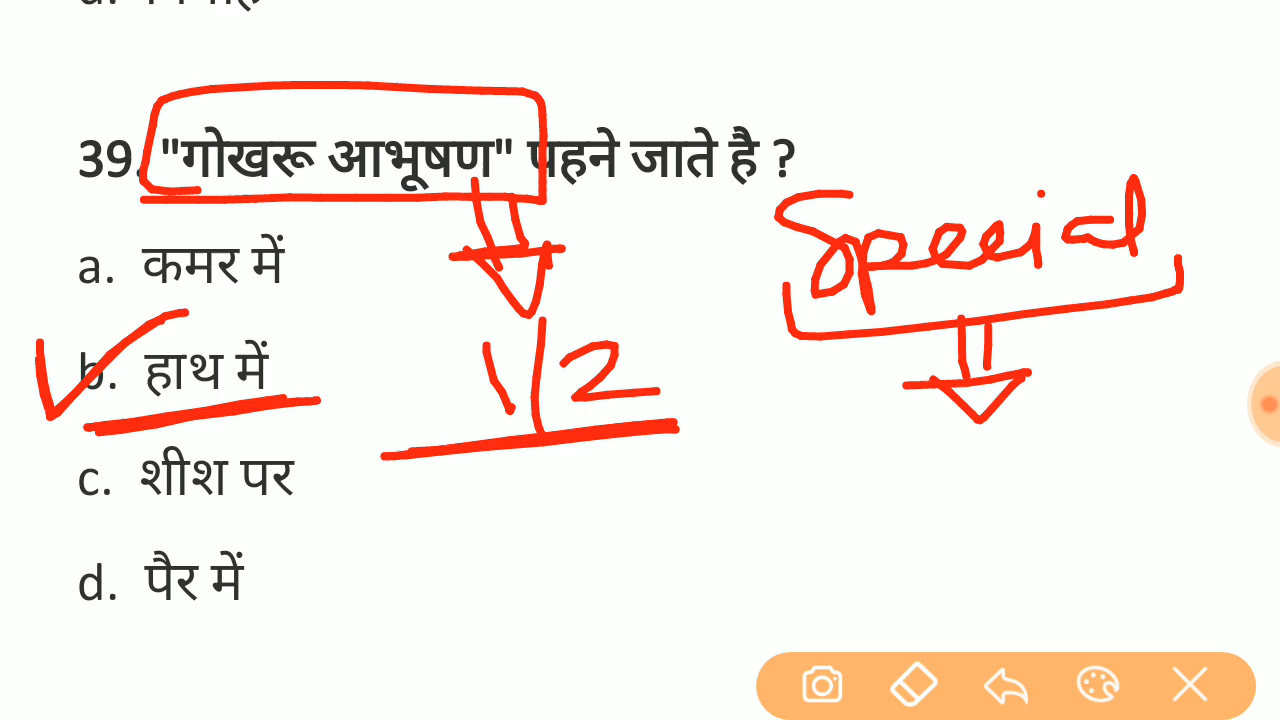 39. "गोखरू आभूषण" पहने जाते है ?
a. कमर में
Special
b. हाथ में
1/2
c. शीश पर
d. पैर में